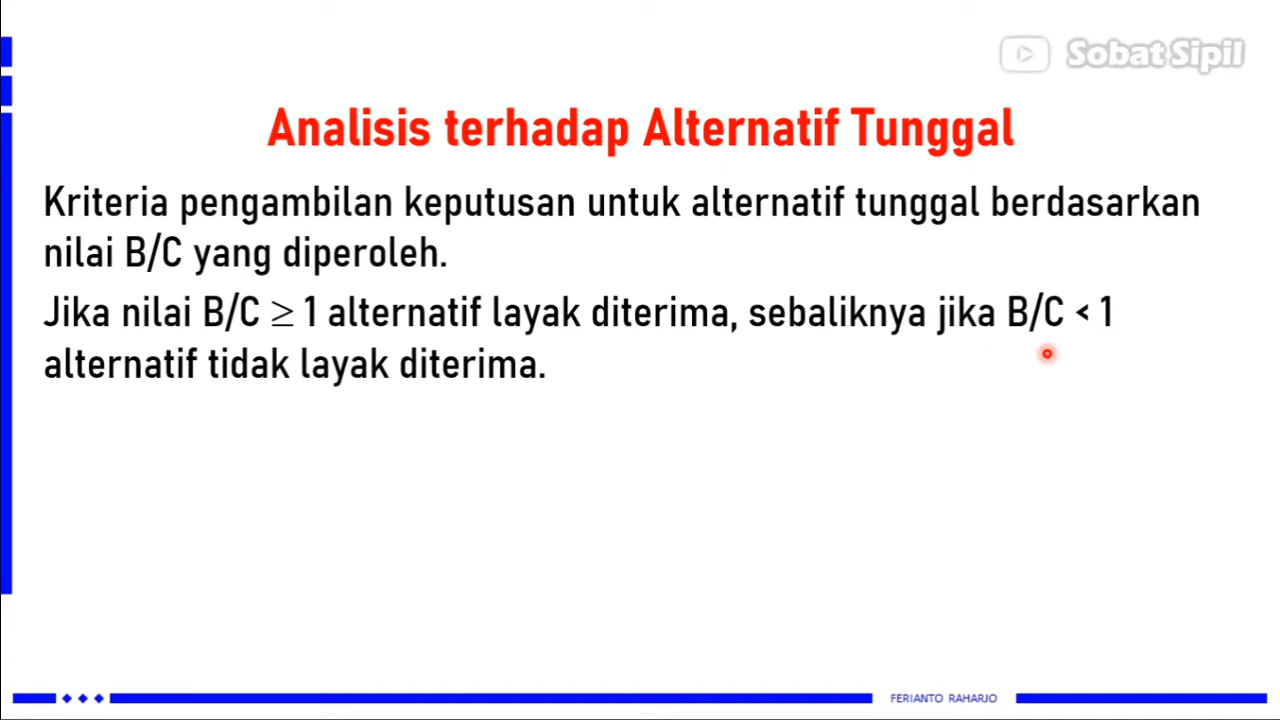 Sobat Sipil
Analisis terhadap Alternatif Tunggal
Kriteria pengambilan keputusan untuk alternatif tunggal berdasarkan
nilai B/C yang diperoleh.
Jika nilai B/C ≥ 1 alternatif layak diterima, sebaliknya jika B/C < 1
alternatif tidak layak diterima.
FERIANTO RAHARJO